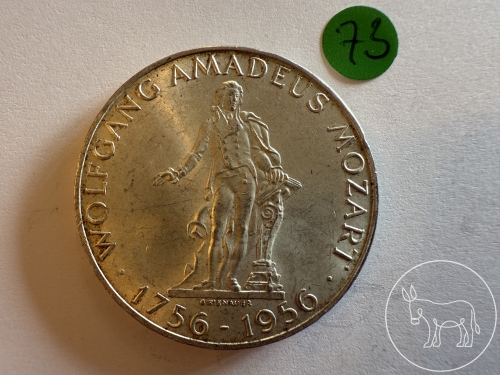 73
WOLFGANG AMADEUS MOZART
· 1756 - 1956 ·